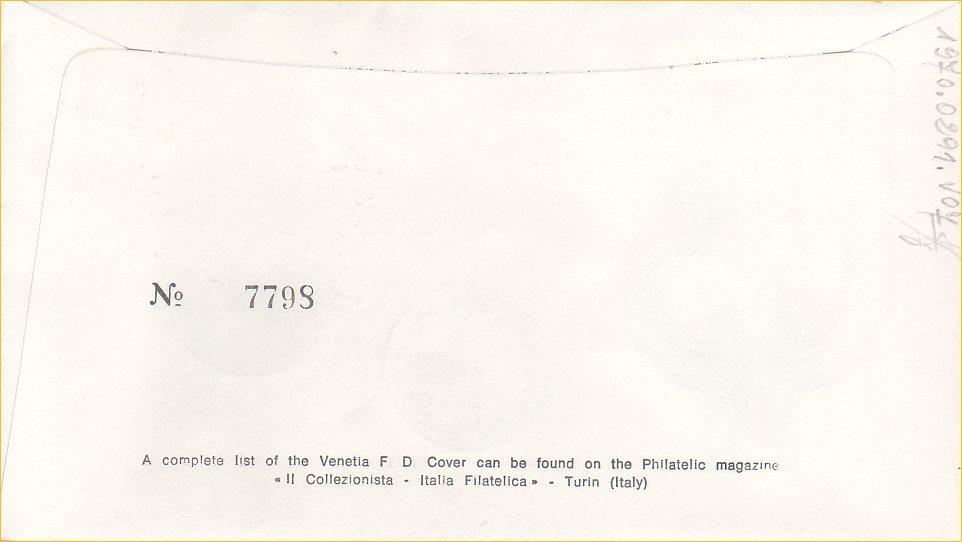 № 7798
A complete list of the Venetia F D Cover can be found on the Philatelic magazine
« Il Collezionista - Italia Filatelica » - Turin (Italy)